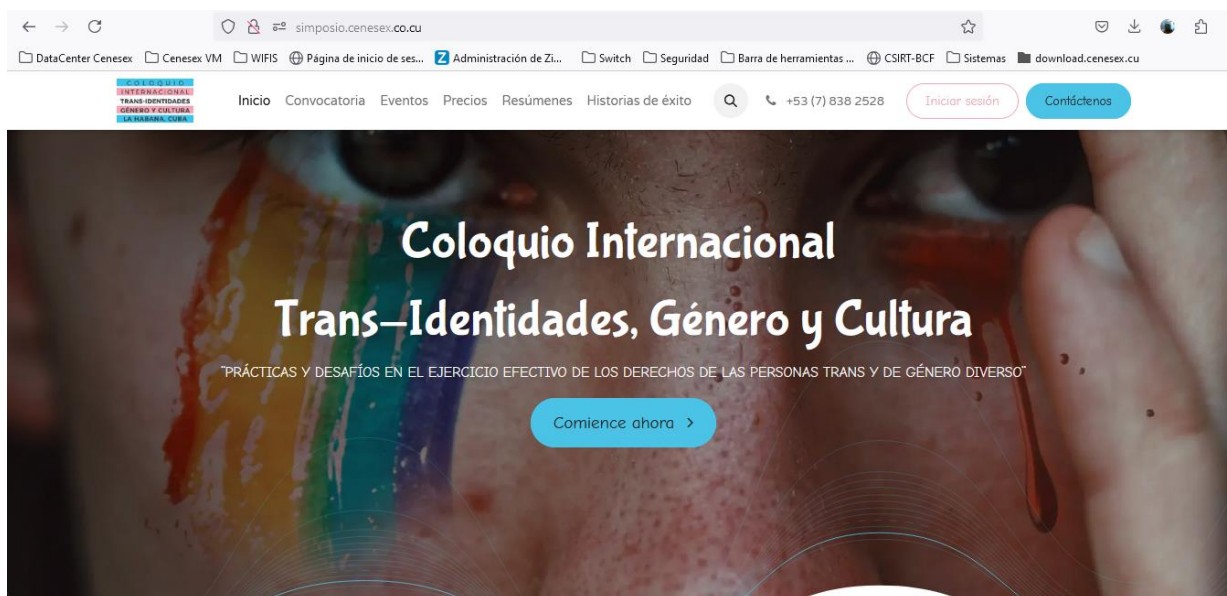 simposio.cenesex.co.cu
DataCenter Cenesex Cenesex VM WIFIS Página de inicio de ses... Administración de Zi... Switch Seguridad Barra de herramientas ... CSIRT-BCF Sistemas download.cenesex.cu
COLOQUIO
INTERNACIONAL
TRANS-IDENTIDADES
GÉNERO Y CULTURA
LA HABANA, CUBA
Inicio Convocatoria Eventos Precios Resúmenes Historias de éxito +53 (7) 838 2528 Iniciar sesión Contáctenos
Coloquio Internacional
Trans-Identidades, Género y Cultura
"PRÁCTICAS Y DESAFÍOS EN EL EJERCICIO EFECTIVO DE LOS DERECHOS DE LAS PERSONAS TRANS Y DE GÉNERO DIVERSO"
Comience ahora